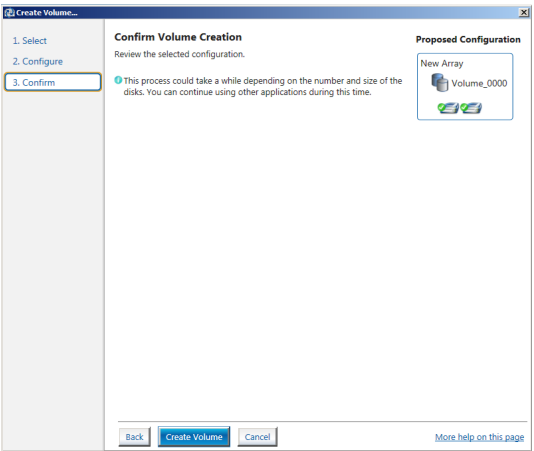 Create Volume...
1. Select
2. Configure
3. Confirm
Confirm Volume Creation
Review the selected configuration.
This process could take a while depending on the number and size of the
disks. You can continue using other applications during this time.
Proposed Configuration
New Array
Volume_0000
Back
Create Volume
Cancel
More help on this page